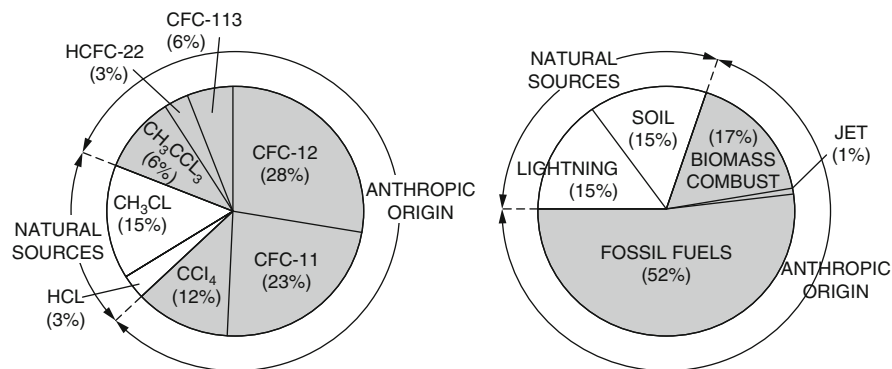 CFC-113
(6%)
HCFC-22
(3%)
CH₃CCL₃
(6%)
CFC-12
(28%)
ANTHROPIC
ORIGIN
CH₃CL
(15%)
NATURAL
SOURCES
HCL
(3%)
CCl₄
(12%)
CFC-11
(23%)
NATURAL
SOURCES
SOIL
(15%)
(17%)
BIOMASS
COMBUST
JET
(1%)
LIGHTNING
(15%)
FOSSIL FUELS
(52%)
ANTHROPIC
ORIGIN